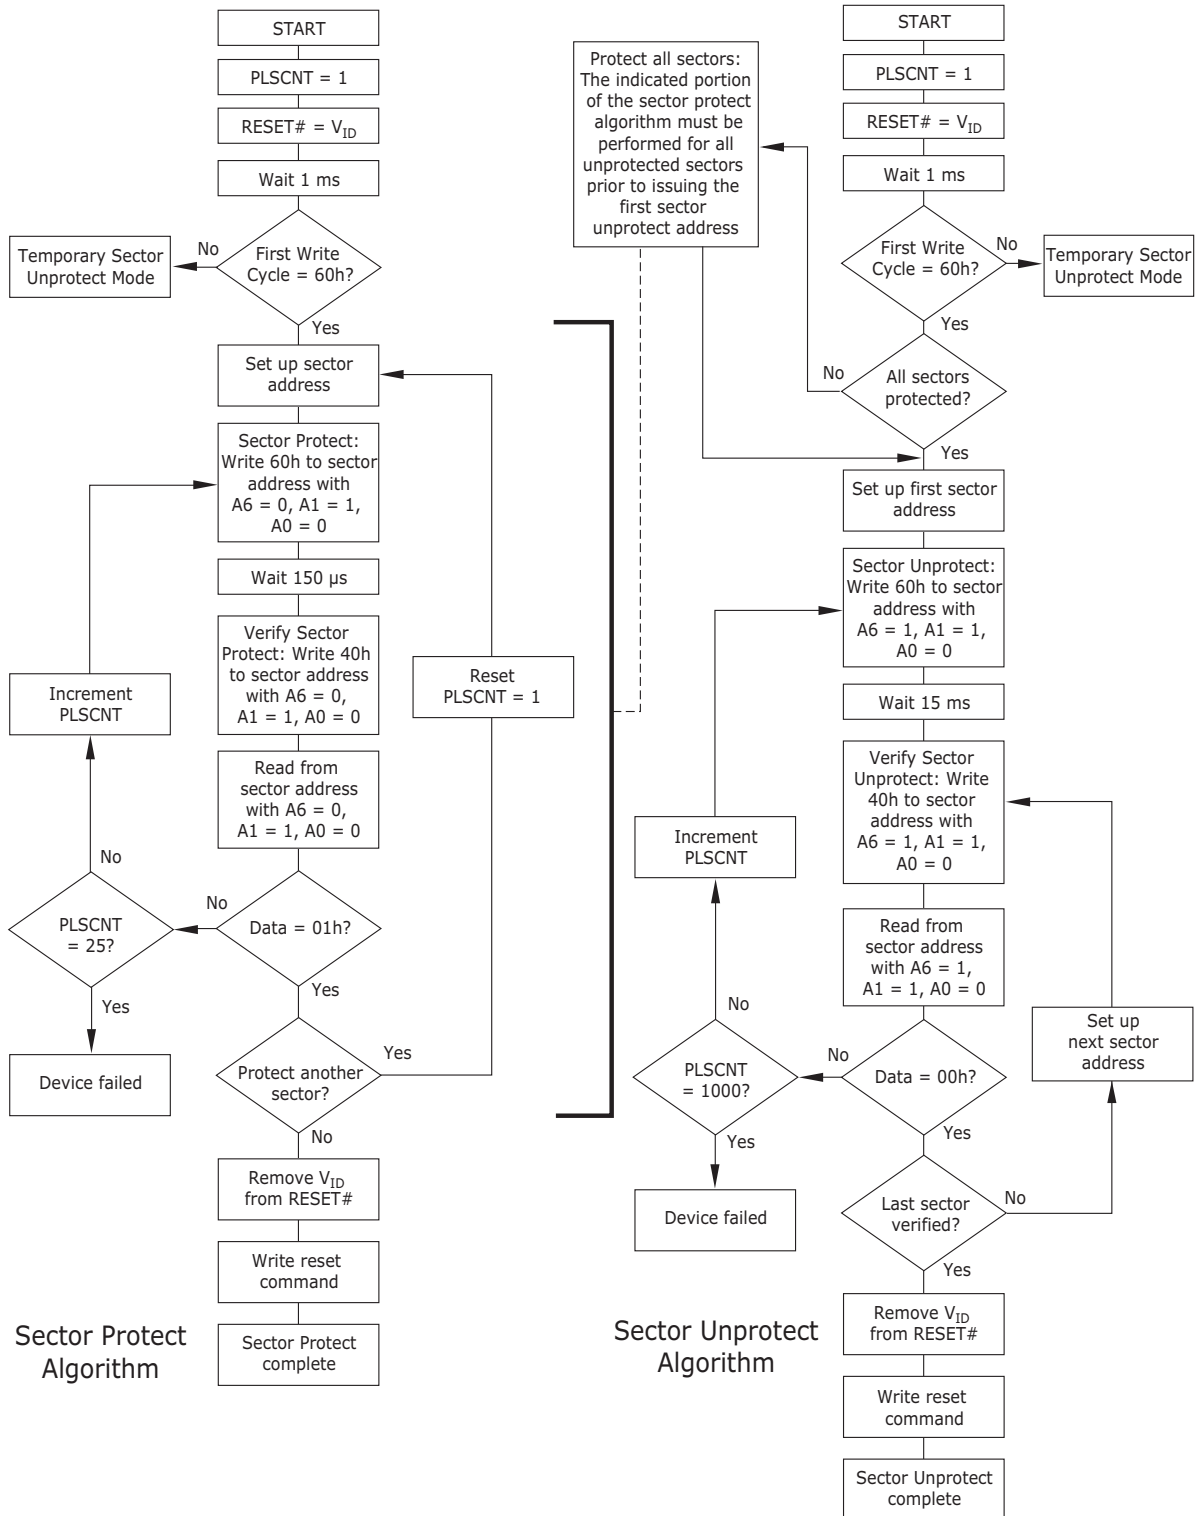 START
PLSCNT = 1
RESET# = VID
Wait 1 ms
First Write
Cycle = 60h?
No
Temporary Sector
Unprotect Mode
Yes
Set up sector
address
Sector Protect:
Write 60h to sector
address with
A6 = 0, A1 = 1,
A0 = 0
Wait 150 µs
Verify Sector
Protect: Write 40h
to sector address
with A6 = 0,
A1 = 1, A0 = 0
Reset
PLSCNT = 1
Increment
PLSCNT
Read from
sector address
with A6 = 0,
A1 = 1, A0 = 0
No
PLSCNT
= 25?
No
Data = 01h?
Yes
Yes
Device failed
Protect another
sector?
Yes
No
Remove VID
from RESET#
Write reset
command
Sector Protect
complete
Sector Protect
Algorithm
Protect all sectors:
The indicated portion
of the sector protect
algorithm must be
performed for all
unprotected sectors
prior to issuing the
first sector
unprotect address
START
PLSCNT = 1
RESET# = VID
Wait 1 ms
First Write
Cycle = 60h?
No
Temporary Sector
Unprotect Mode
Yes
All sectors
protected?
No
Yes
Set up first sector
address
Sector Unprotect:
Write 60h to sector
address with
A6 = 1, A1 = 1,
A0 = 0
Wait 15 ms
Verify Sector
Unprotect: Write
40h to sector
address with
A6 = 1, A1 = 1,
A0 = 0
Increment
PLSCNT
Read from
sector address
with A6 = 1,
A1 = 1, A0 = 0
No
PLSCNT
= 1000?
No
Data = 00h?
Set up
next sector
address
Yes
Yes
Device failed
Last sector
verified?
No
Yes
Remove VID
from RESET#
Write reset
command
Sector Unprotect
complete
Sector Unprotect
Algorithm